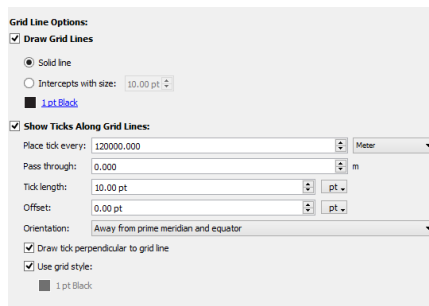 Grid Line Options:
Draw Grid Lines
Solid line
Intercepts with size: 10.00 pt
1 pt Black
Show Ticks Along Grid Lines:
Place tick every: 120000.000 Meter
Pass through: 0.000 m
Tick length: 10.00 pt pt
Offset: 0.00 pt pt
Orientation: Away from prime meridian and equator
Draw tick perpendicular to grid line
Use grid style:
1 pt Black